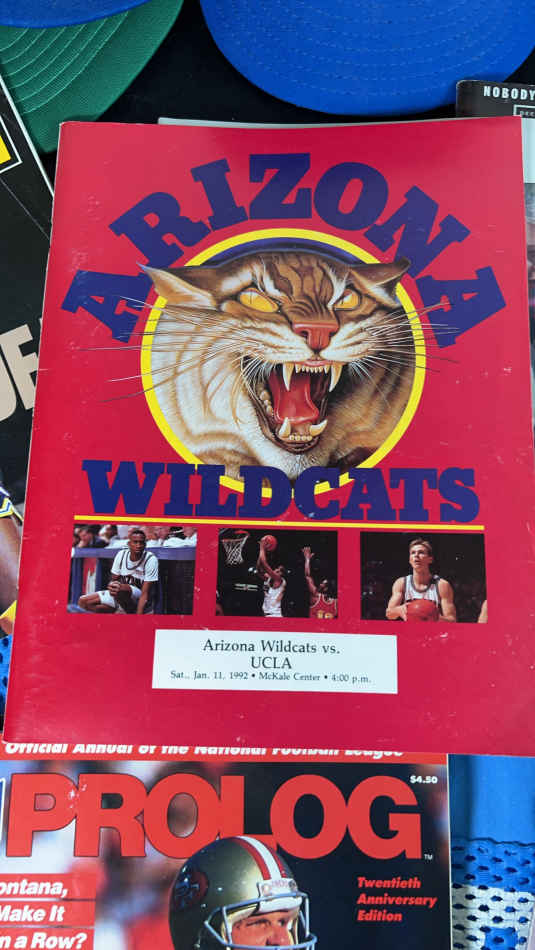 NOBODY
ARIZONA
WILDCATS
Arizona Wildcats vs.
UCLA
Sat., Jan. 11, 1992 • McKale Center • 4:00 p.m.
Official Annual of the National Football League
PROLOG
$4.50
TM
Twentieth
Anniversary
Edition
Make It
n a Row?